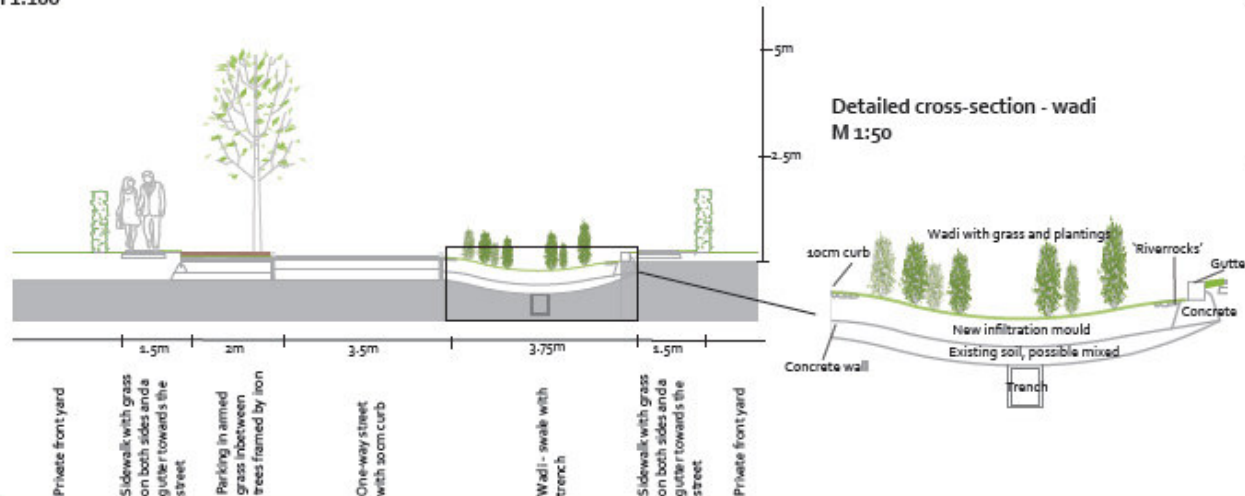 M 1:100
5m
2.5m
Detailed cross-section - wadi
M 1:50
Wadi with grass and plantings
'Riverrocks'
10cm curb
Gutte
Concrete
New infiltration mould
Existing soil, possible mixed
Concrete wall
Trench
1.5m
2m
3.5m
3.75m
1.5m
Private front yard
Sidewalk with grass
on both sides and a
gutter towards the
street
Parking in armed
grass inbetween
trees framed by iron
One-way street
with 10cm curb
Wadi - swale with
trench
Sidewalk with grass
on both sides and a
gutter towards the
street
Private front yard